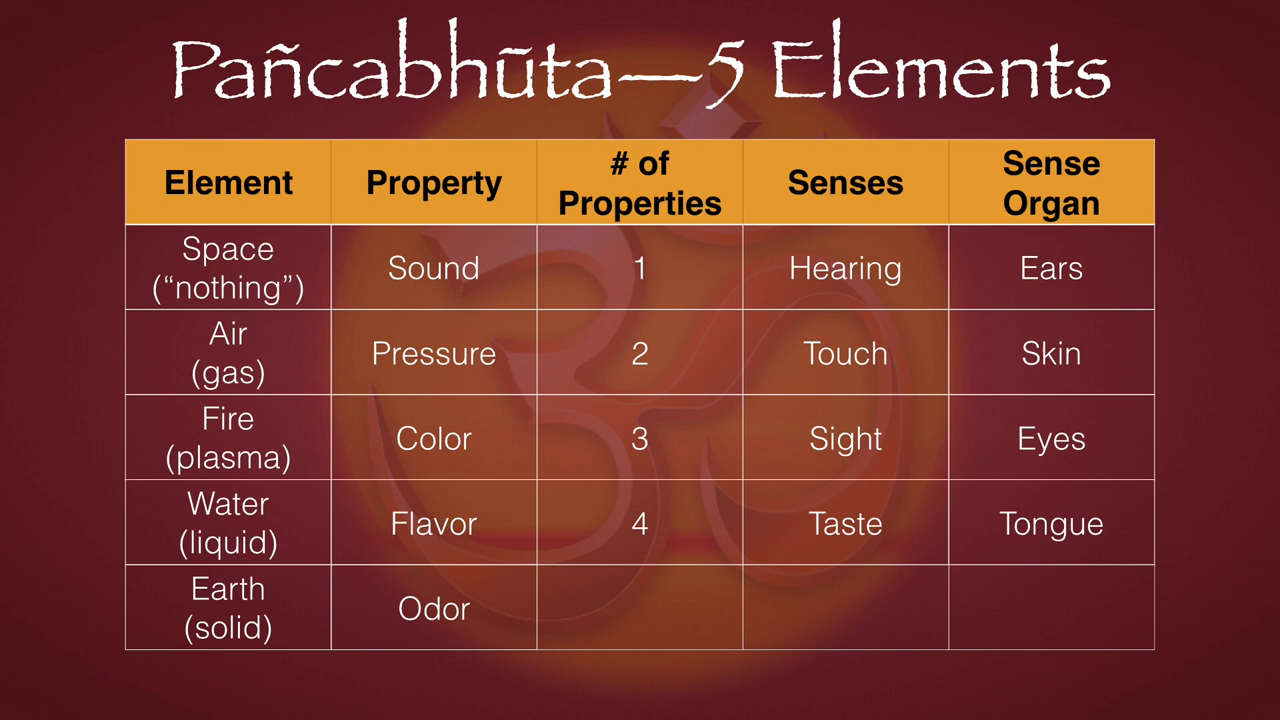 Pañcabhūta—5 Elements
Element Property # of Properties Senses Sense Organ
Space (“nothing”) Sound 1 Hearing Ears
Air (gas) Pressure 2 Touch Skin
Fire (plasma) Color 3 Sight Eyes
Water (liquid) Flavor 4 Taste Tongue
Earth (solid) Odor